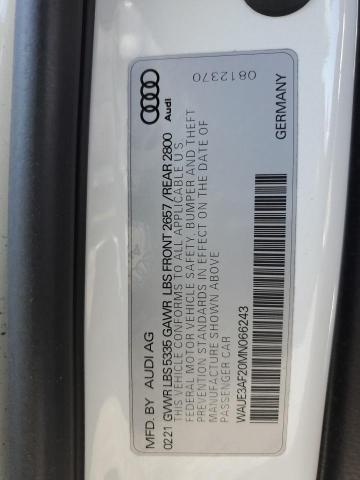 MFD. BY AUDI AG
0221 GVWR LBS 5335 GAWR LBS FRONT 2657/REAR 2800
THIS VEHICLE CONFORMS TO ALL APPLICABLE U.S.
FEDERAL MOTOR VEHICLE SAFETY, BUMPER AND THEFT
PREVENTION STANDARDS IN EFFECT ON THE DATE OF
MANUFACTURE SHOWN ABOVE
PASSENGER CAR
WAUE3AF20MN066243
Audi
0812370
GERMANY